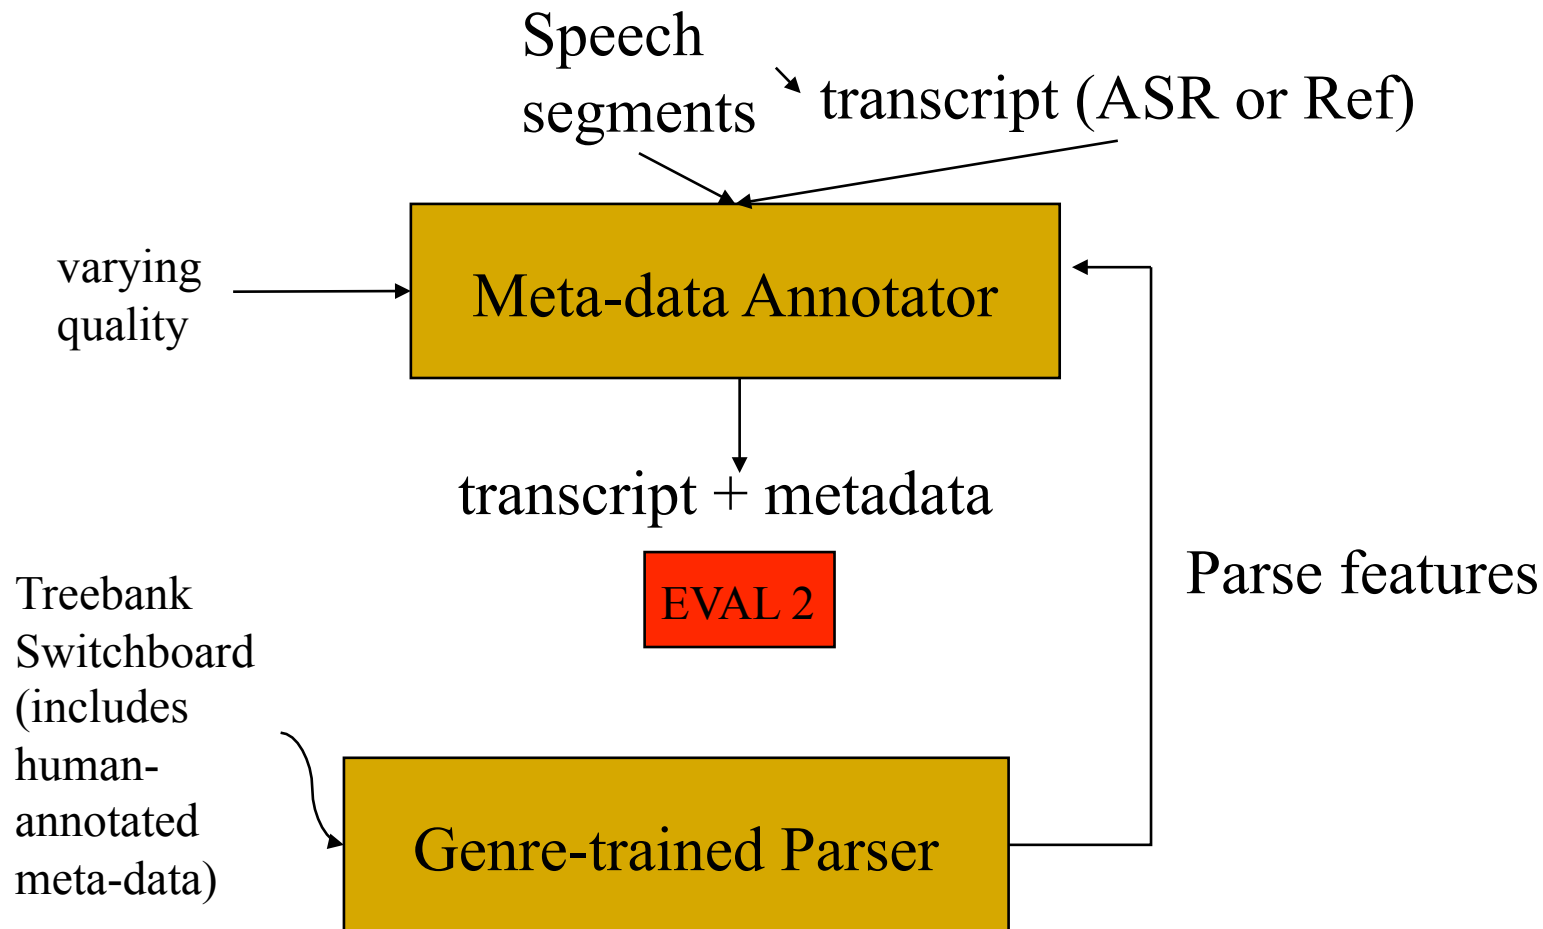 Speech
segments
transcript (ASR or Ref)
varying
quality
Meta-data Annotator
transcript + metadata
EVAL 2
Parse features
Treebank
Switchboard
(includes
human-
annotated
meta-data)
Genre-trained Parser